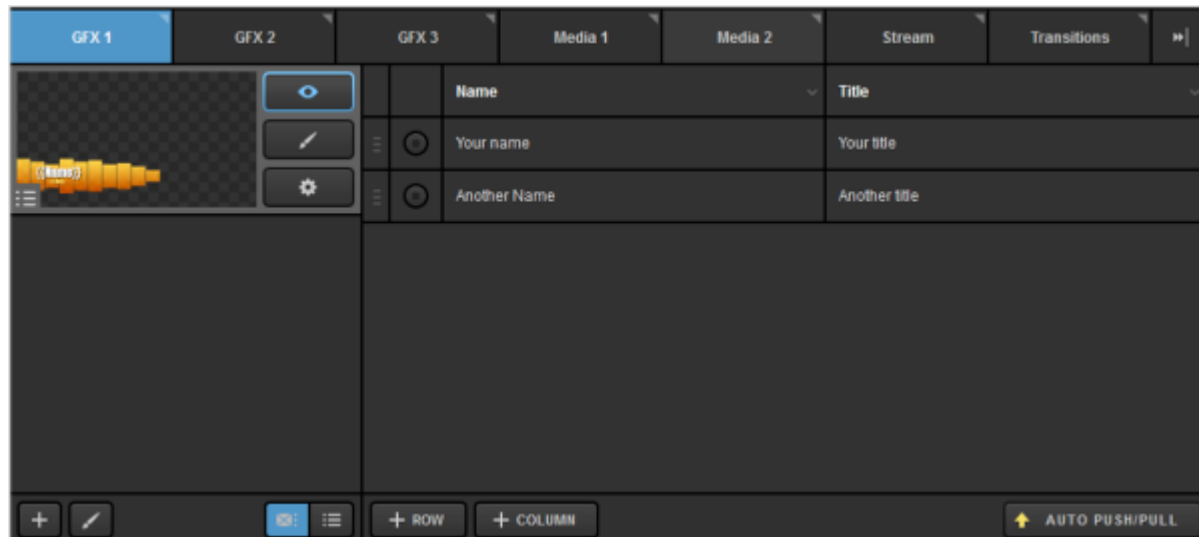 GFX 1 GFX 2 GFX 3 Media 1 Media 2 Stream Transitions
Name Title
Your name Your title
{{Name}}
Another Name Another title
+ ROW + COLUMN AUTO PUSH/PULL